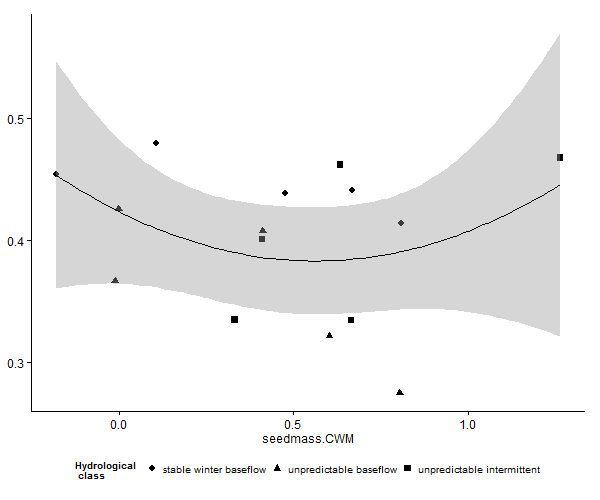 0.5
0.4
0.3
0.0 0.5 1.0
seedmass.CWM
Hydrological
class
stable winter baseflow unpredictable baseflow unpredictable intermittent